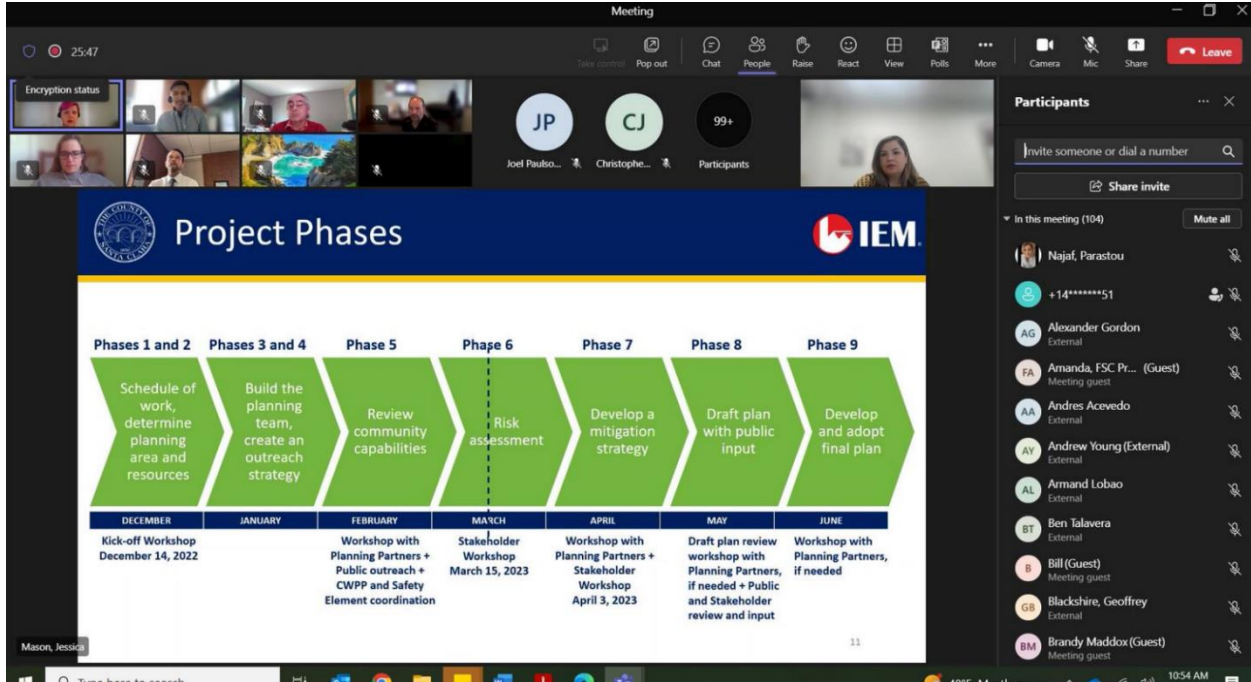 Meeting
25:47
Take control
Pop out
Chat
People
Raise
React
View
Polls
More
Camera
Mic
Share
Leave
Encryption status
JP
Joel Paulso...
CJ
Christophe...
99+
Participants
Project Phases
THE COUNTY OF
SANTA CLARA
IEM
Phases 1 and 2
Schedule of
work,
determine
planning
area and
resources
DECEMBER
Kick-off Workshop
December 14, 2022
Phases 3 and 4
Build the
planning
team,
create an
outreach
strategy
JANUARY
Phase 5
Review
community
capabilities
FEBRUARY
Workshop with
Planning Partners +
Public outreach +
CWPP and Safety
Element coordination
Phase 6
Risk
assessment
MARCH
Stakeholder
Workshop
March 15, 2023
Phase 7
Develop a
mitigation
strategy
APRIL
Workshop with
Planning Partners +
Stakeholder
Workshop
April 3, 2023
Phase 8
Draft plan
with public
input
MAY
Draft plan review
workshop with
Planning Partners,
if needed + Public
and Stakeholder
review and input
Phase 9
Develop
and adopt
final plan
JUNE
Workshop with
Planning Partners,
if needed
11
Mason, Jessica
Participants
Invite someone or dial a number
Share invite
In this meeting (104)
Mute all
Najaf, Parastou
+14*******51
AG
Alexander Gordon
External
FA
Amanda, FSC Pr... (Guest)
Meeting guest
AA
Andres Acevedo
External
AY
Andrew Young (External)
External
AL
Armand Lobao
External
BT
Ben Talavera
External
B
Bill (Guest)
Meeting guest
GB
Blackshire, Geoffrey
External
BM
Brandy Maddox (Guest)
Meeting guest
Type here to search
10:54 AM